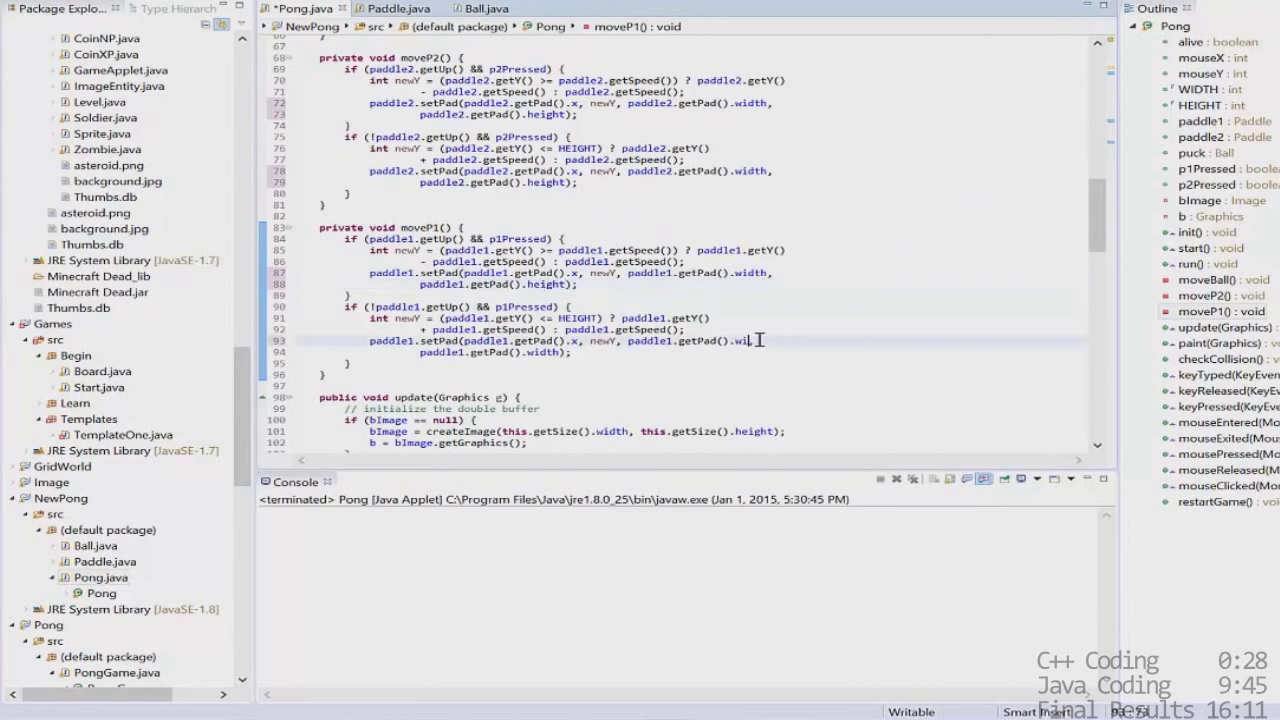 Package Explo...
Type Hierarch
CoinNP.java
CoinXP.java
GameApplet.java
ImageEntity.java
Level.java
Soldier.java
Sprite.java
Zombie.java
asteroid.png
background.jpg
Thumbs.db
asteroid.png
background.jpg
Thumbs.db
JRE System Library [JavaSE-1.7]
Minecraft Dead_lib
Minecraft Dead.jar
Thumbs.db
Games
src
Begin
Board.java
Start.java
Learn
Templates
TemplateOne.java
JRE System Library [JavaSE-1.7]
GridWorld
Image
NewPong
src
(default package)
Ball.java
Paddle.java
Pong.java
Pong
JRE System Library [JavaSE-1.8]
Pong
src
(default package)
PongGame.java
*Pong.java
Paddle.java
Ball.java
NewPong
src
(default package)
Pong
moveP1() : void
67
68 private void moveP2() {
69 if (paddle2.getUp() && p2Pressed) {
70 int newY = (paddle2.getY() >= paddle2.getSpeed()) ? paddle2.getY()
71 - paddle2.getSpeed() : paddle2.getSpeed();
72 paddle2.setPad(paddle2.getPad().x, newY, paddle2.getPad().width,
73 paddle2.getPad().height);
74 }
75 if (!paddle2.getUp() && p2Pressed) {
76 int newY = (paddle2.getY() <= HEIGHT) ? paddle2.getY()
77 + paddle2.getSpeed() : paddle2.getSpeed();
78 paddle2.setPad(paddle2.getPad().x, newY, paddle2.getPad().width,
79 paddle2.getPad().height);
80 }
81 }
82
83 private void moveP1() {
84 if (paddle1.getUp() && p1Pressed) {
85 int newY = (paddle1.getY() >= paddle1.getSpeed()) ? paddle1.getY()
86 - paddle1.getSpeed() : paddle1.getSpeed();
87 paddle1.setPad(paddle1.getPad().x, newY, paddle1.getPad().width,
88 paddle1.getPad().height);
89 }
90 if (!paddle1.getUp() && p1Pressed) {
91 int newY = (paddle1.getY() <= HEIGHT) ? paddle1.getY()
92 + paddle1.getSpeed() : paddle1.getSpeed();
93 paddle1.setPad(paddle1.getPad().x, newY, paddle1.getPad().wi
94 paddle1.getPad().width);
95 }
96 }
97
98 public void update(Graphics g) {
99 // initialize the double buffer
100 if (bImage == null) {
101 bImage = createImage(this.getSize().width, this.getSize().height);
102 b = bImage.getGraphics();
Console
<terminated> Pong [Java Applet] C:\Program Files\Java\jre1.8.0_25\bin\javaw.exe (Jan 1, 2015, 5:30:45 PM)
Outline
Pong
alive : boolean
mouseX : int
mouseY : int
WIDTH : int
HEIGHT : int
paddle1 : Paddle
paddle2 : Paddle
puck : Ball
p1Pressed : boole
p2Pressed : boole
bImage : Image
b : Graphics
init() : void
start() : void
run() : void
moveBall() : void
moveP2() : void
moveP1() : void
update(Graphics)
paint(Graphics) :
checkCollision() :
keyTyped(KeyEve
keyReleased(KeyE
keyPressed(KeyEv
mouseEntered(Mo
mouseExited(Mou
mousePressed(Mo
mouseReleased(M
mouseClicked(Mo
restartGame() : vo
C++ Coding 0:28
Java Coding 9:45
Final Results 16:11
Writable
Smart Insert
93 : 73